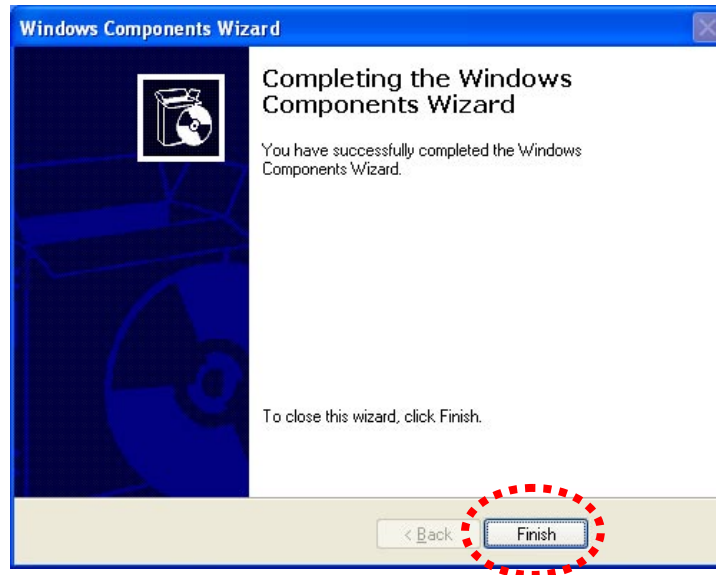 Windows Components Wizard
Completing the Windows
Components Wizard
You have successfully completed the Windows
Components Wizard.
To close this wizard, click Finish.
< Back
Finish